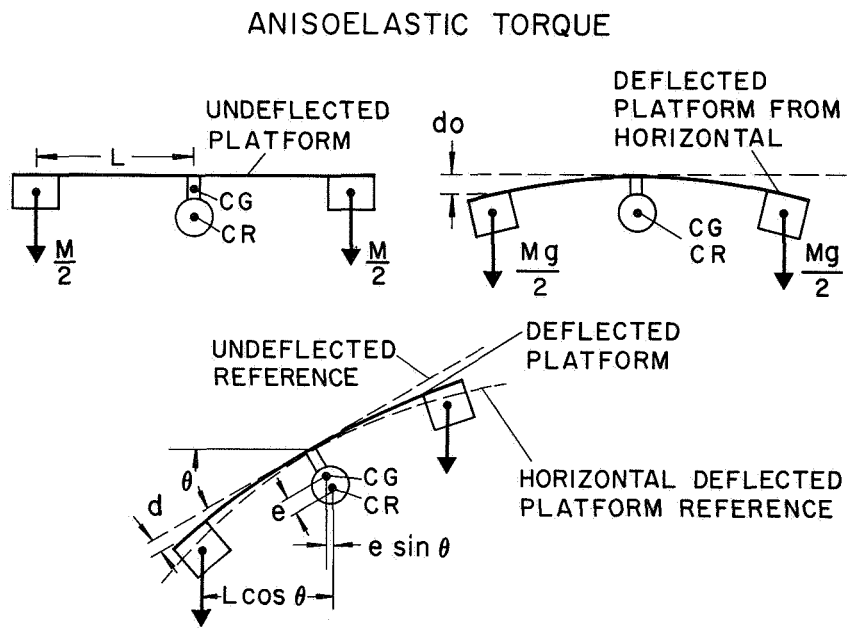 ANISOELASTIC TORQUE
UNDEFLECTED
PLATFORM
L
CG
CR
M
2
M
2
DEFLECTED
PLATFORM FROM
HORIZONTAL
do
CG
CR
Mg
2
Mg
2
UNDEFLECTED
REFERENCE
DEFLECTED
PLATFORM
HORIZONTAL DEFLECTED
PLATFORM REFERENCE
θ
d
CG
CR
e
e sin θ
L cos θ